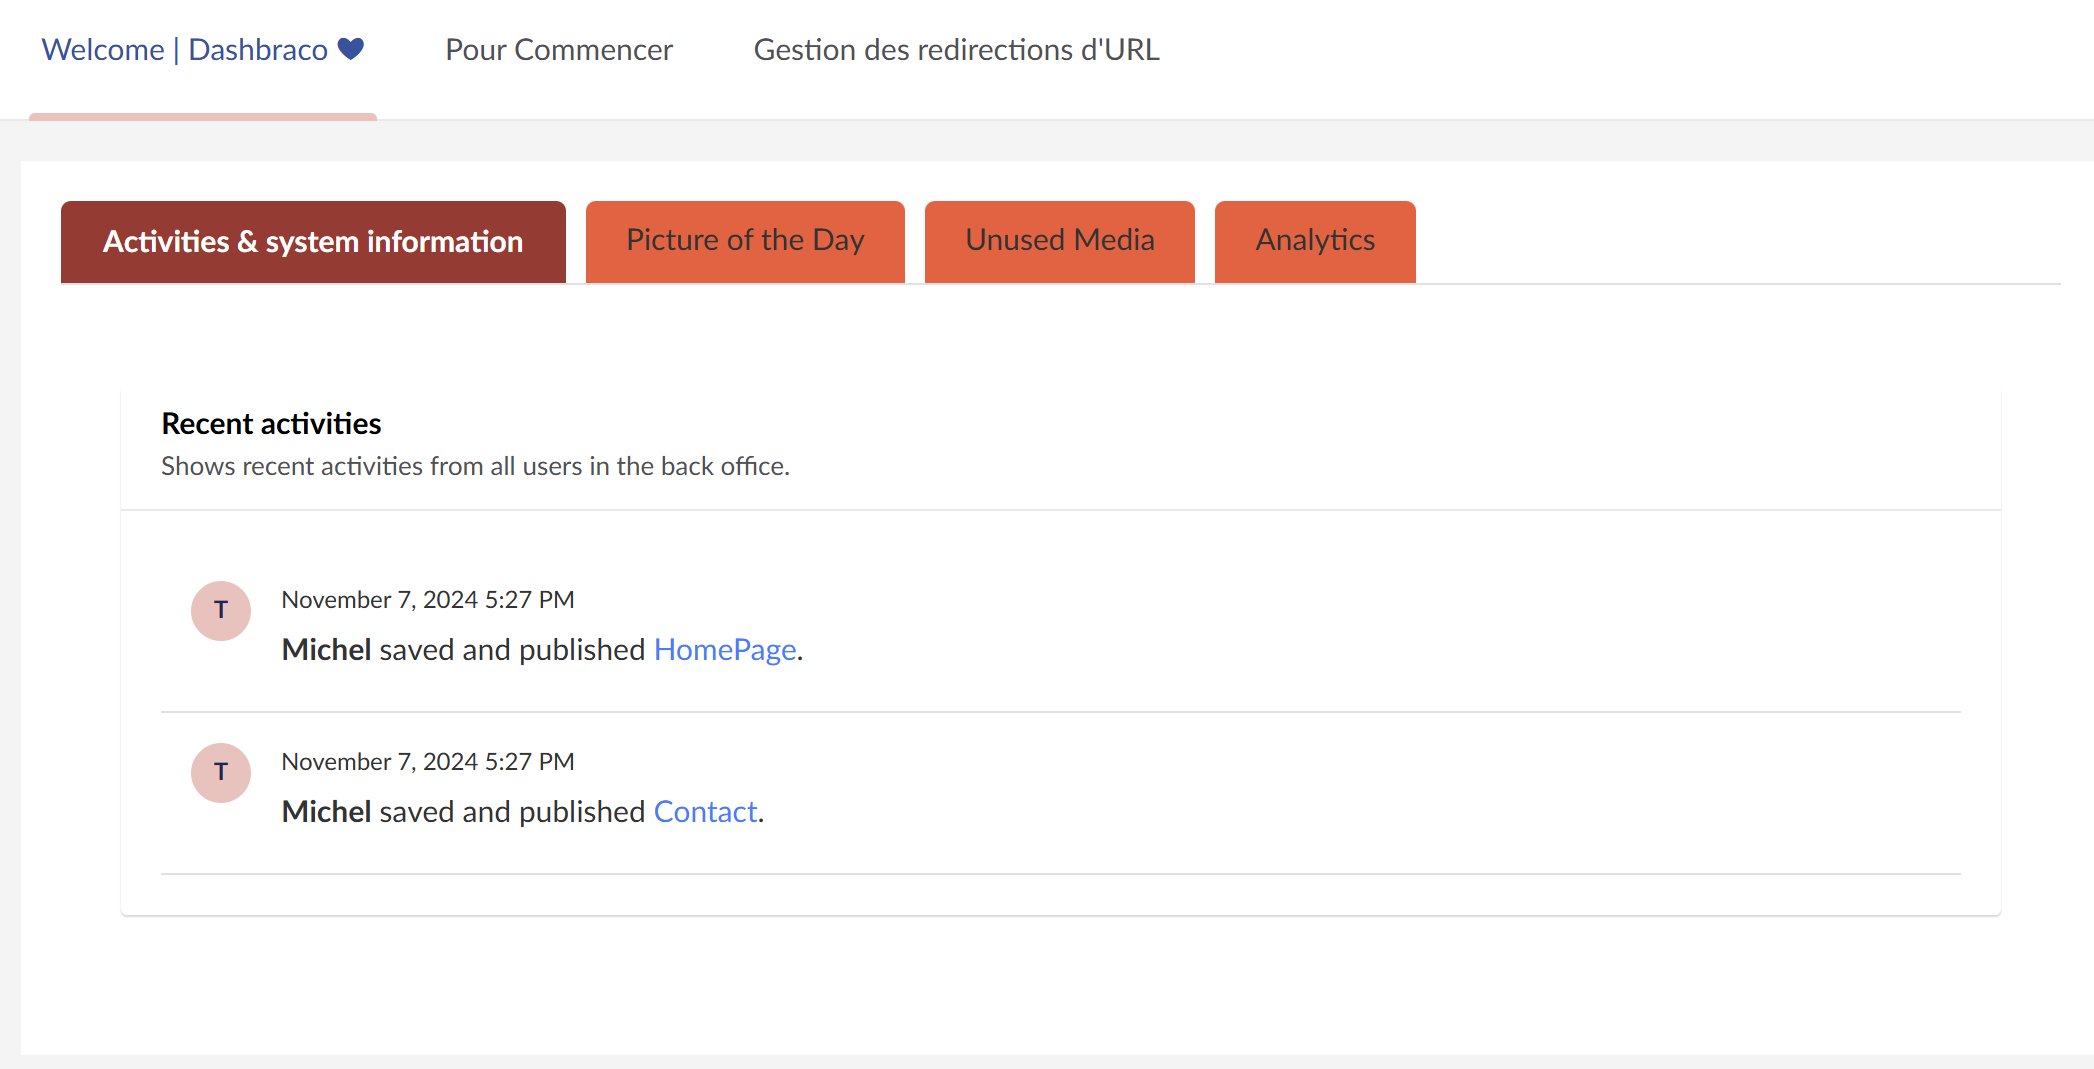 Welcome | Dashbraco
Pour Commencer
Gestion des redirections d'URL
Activities & system information
Picture of the Day
Unused Media
Analytics
Recent activities
Shows recent activities from all users in the back office.
T
November 7, 2024 5:27 PM
Michel saved and published HomePage.
T
November 7, 2024 5:27 PM
Michel saved and published Contact.